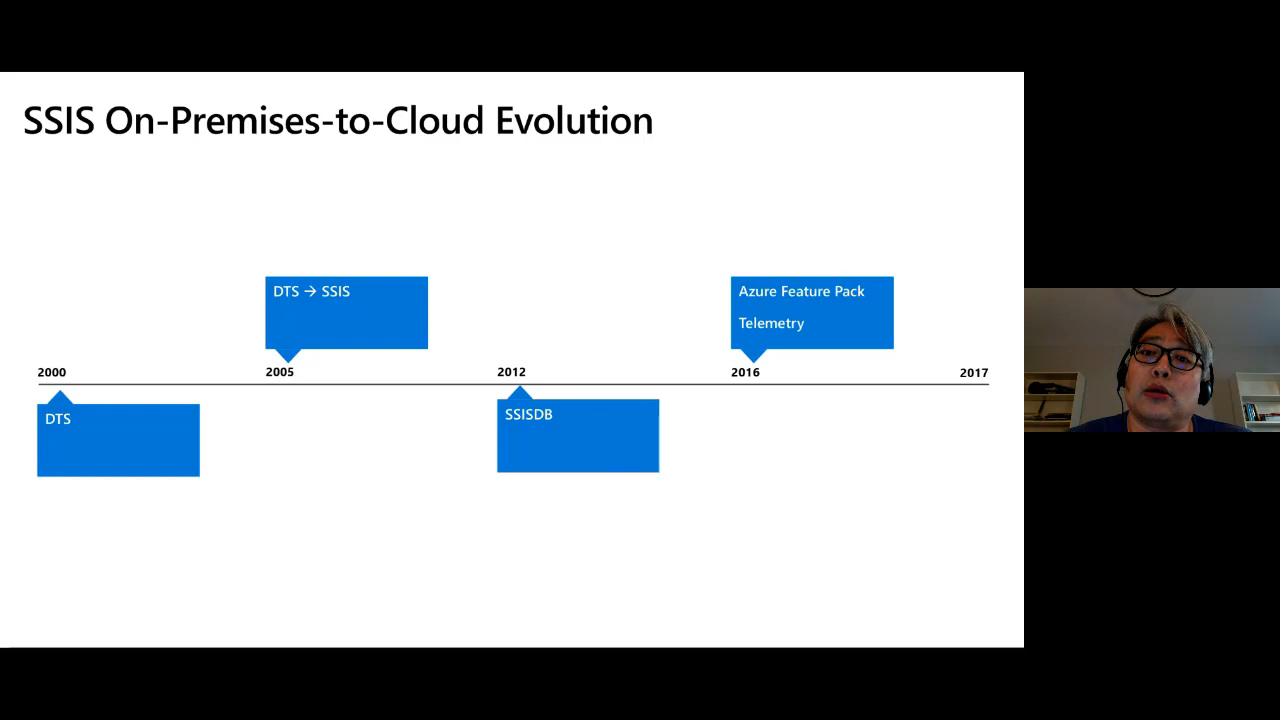 SSIS On-Premises-to-Cloud Evolution
DTS → SSIS
Azure Feature Pack
Telemetry
2000
2005
2012
2016
2017
DTS
SSISDB